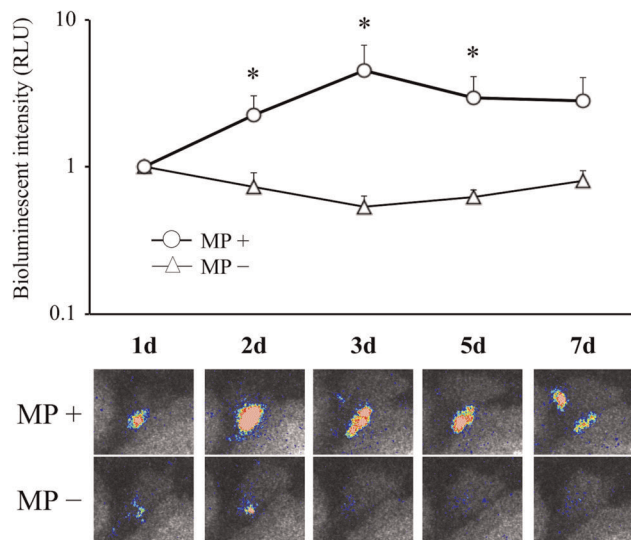 Bioluminescent intensity (RLU)
10
1
0.1
*
*
*
MP +
MP −
1d 2d 3d 5d 7d
MP +
MP −